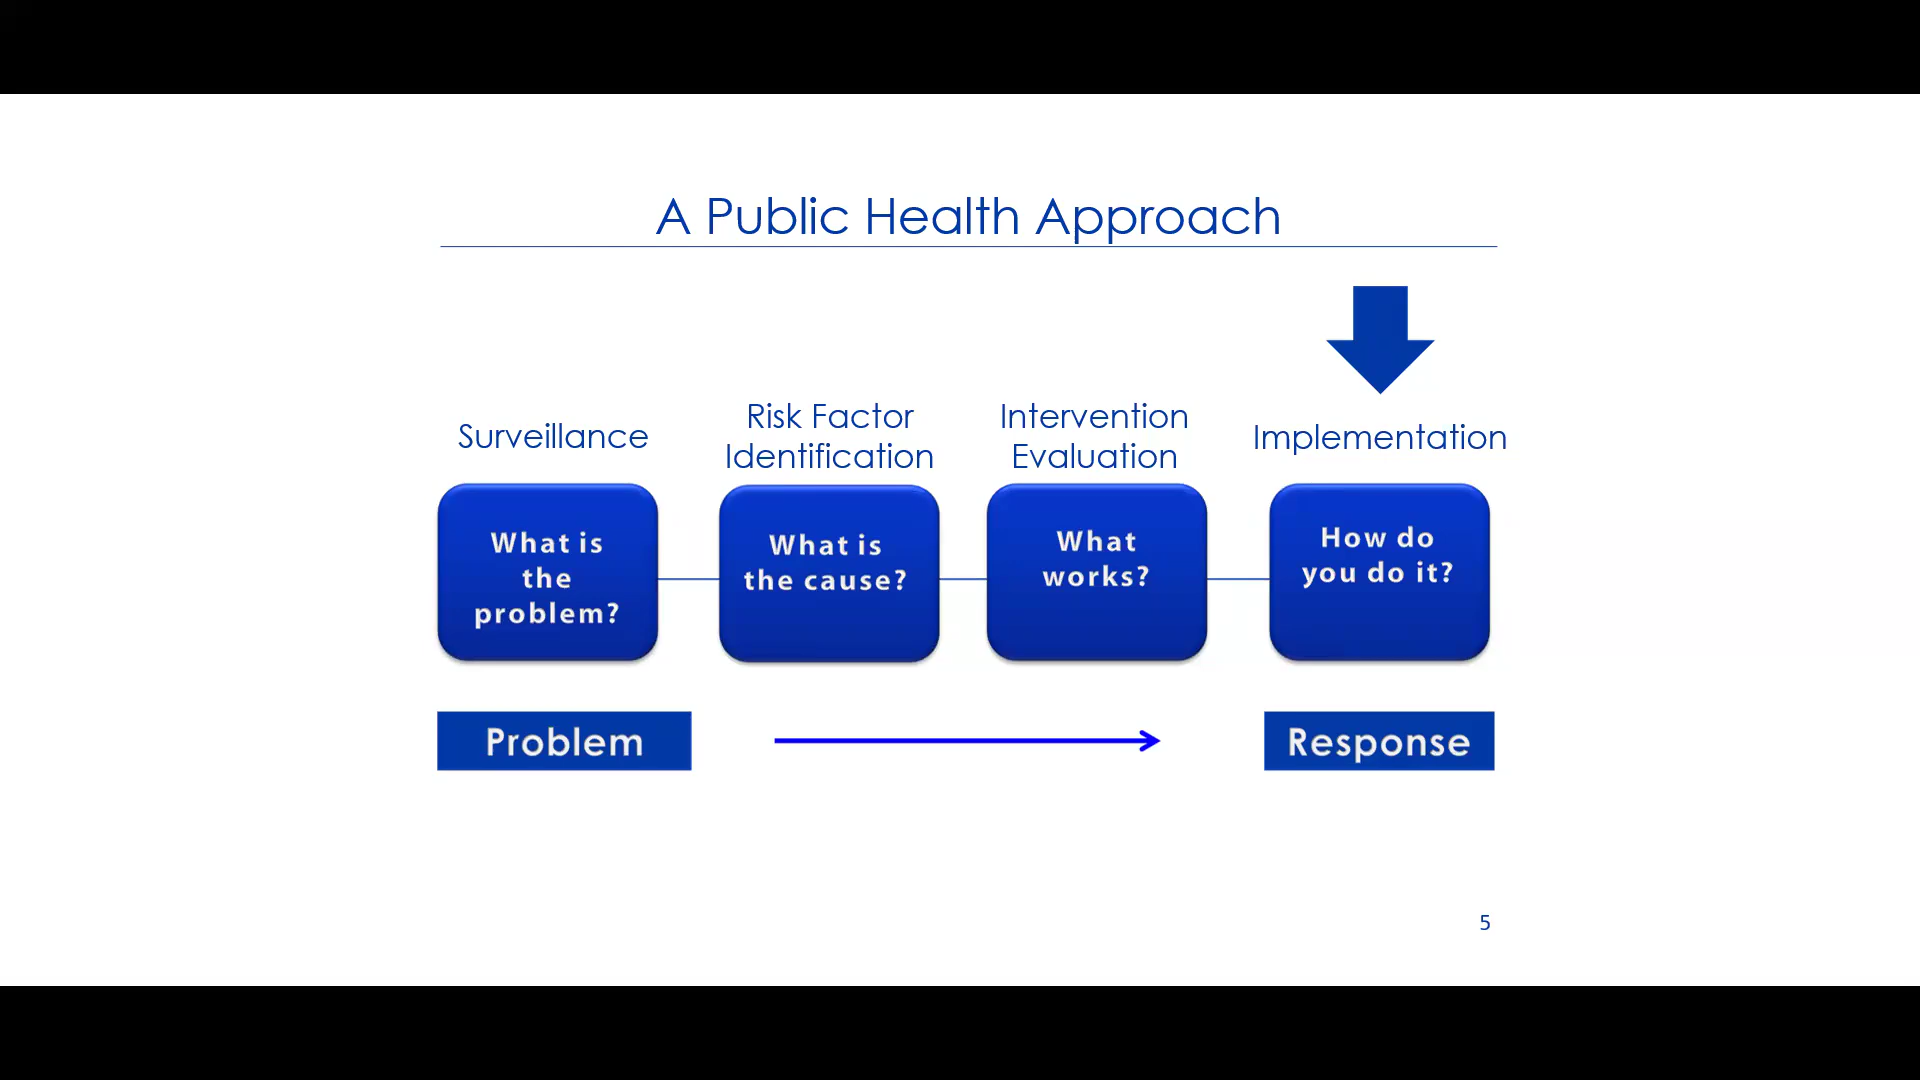 A Public Health Approach
Surveillance
Risk Factor
Identification
Intervention
Evaluation
Implementation
What is
the
problem?
What is
the cause?
What
works?
How do
you do it?
Problem
Response
5